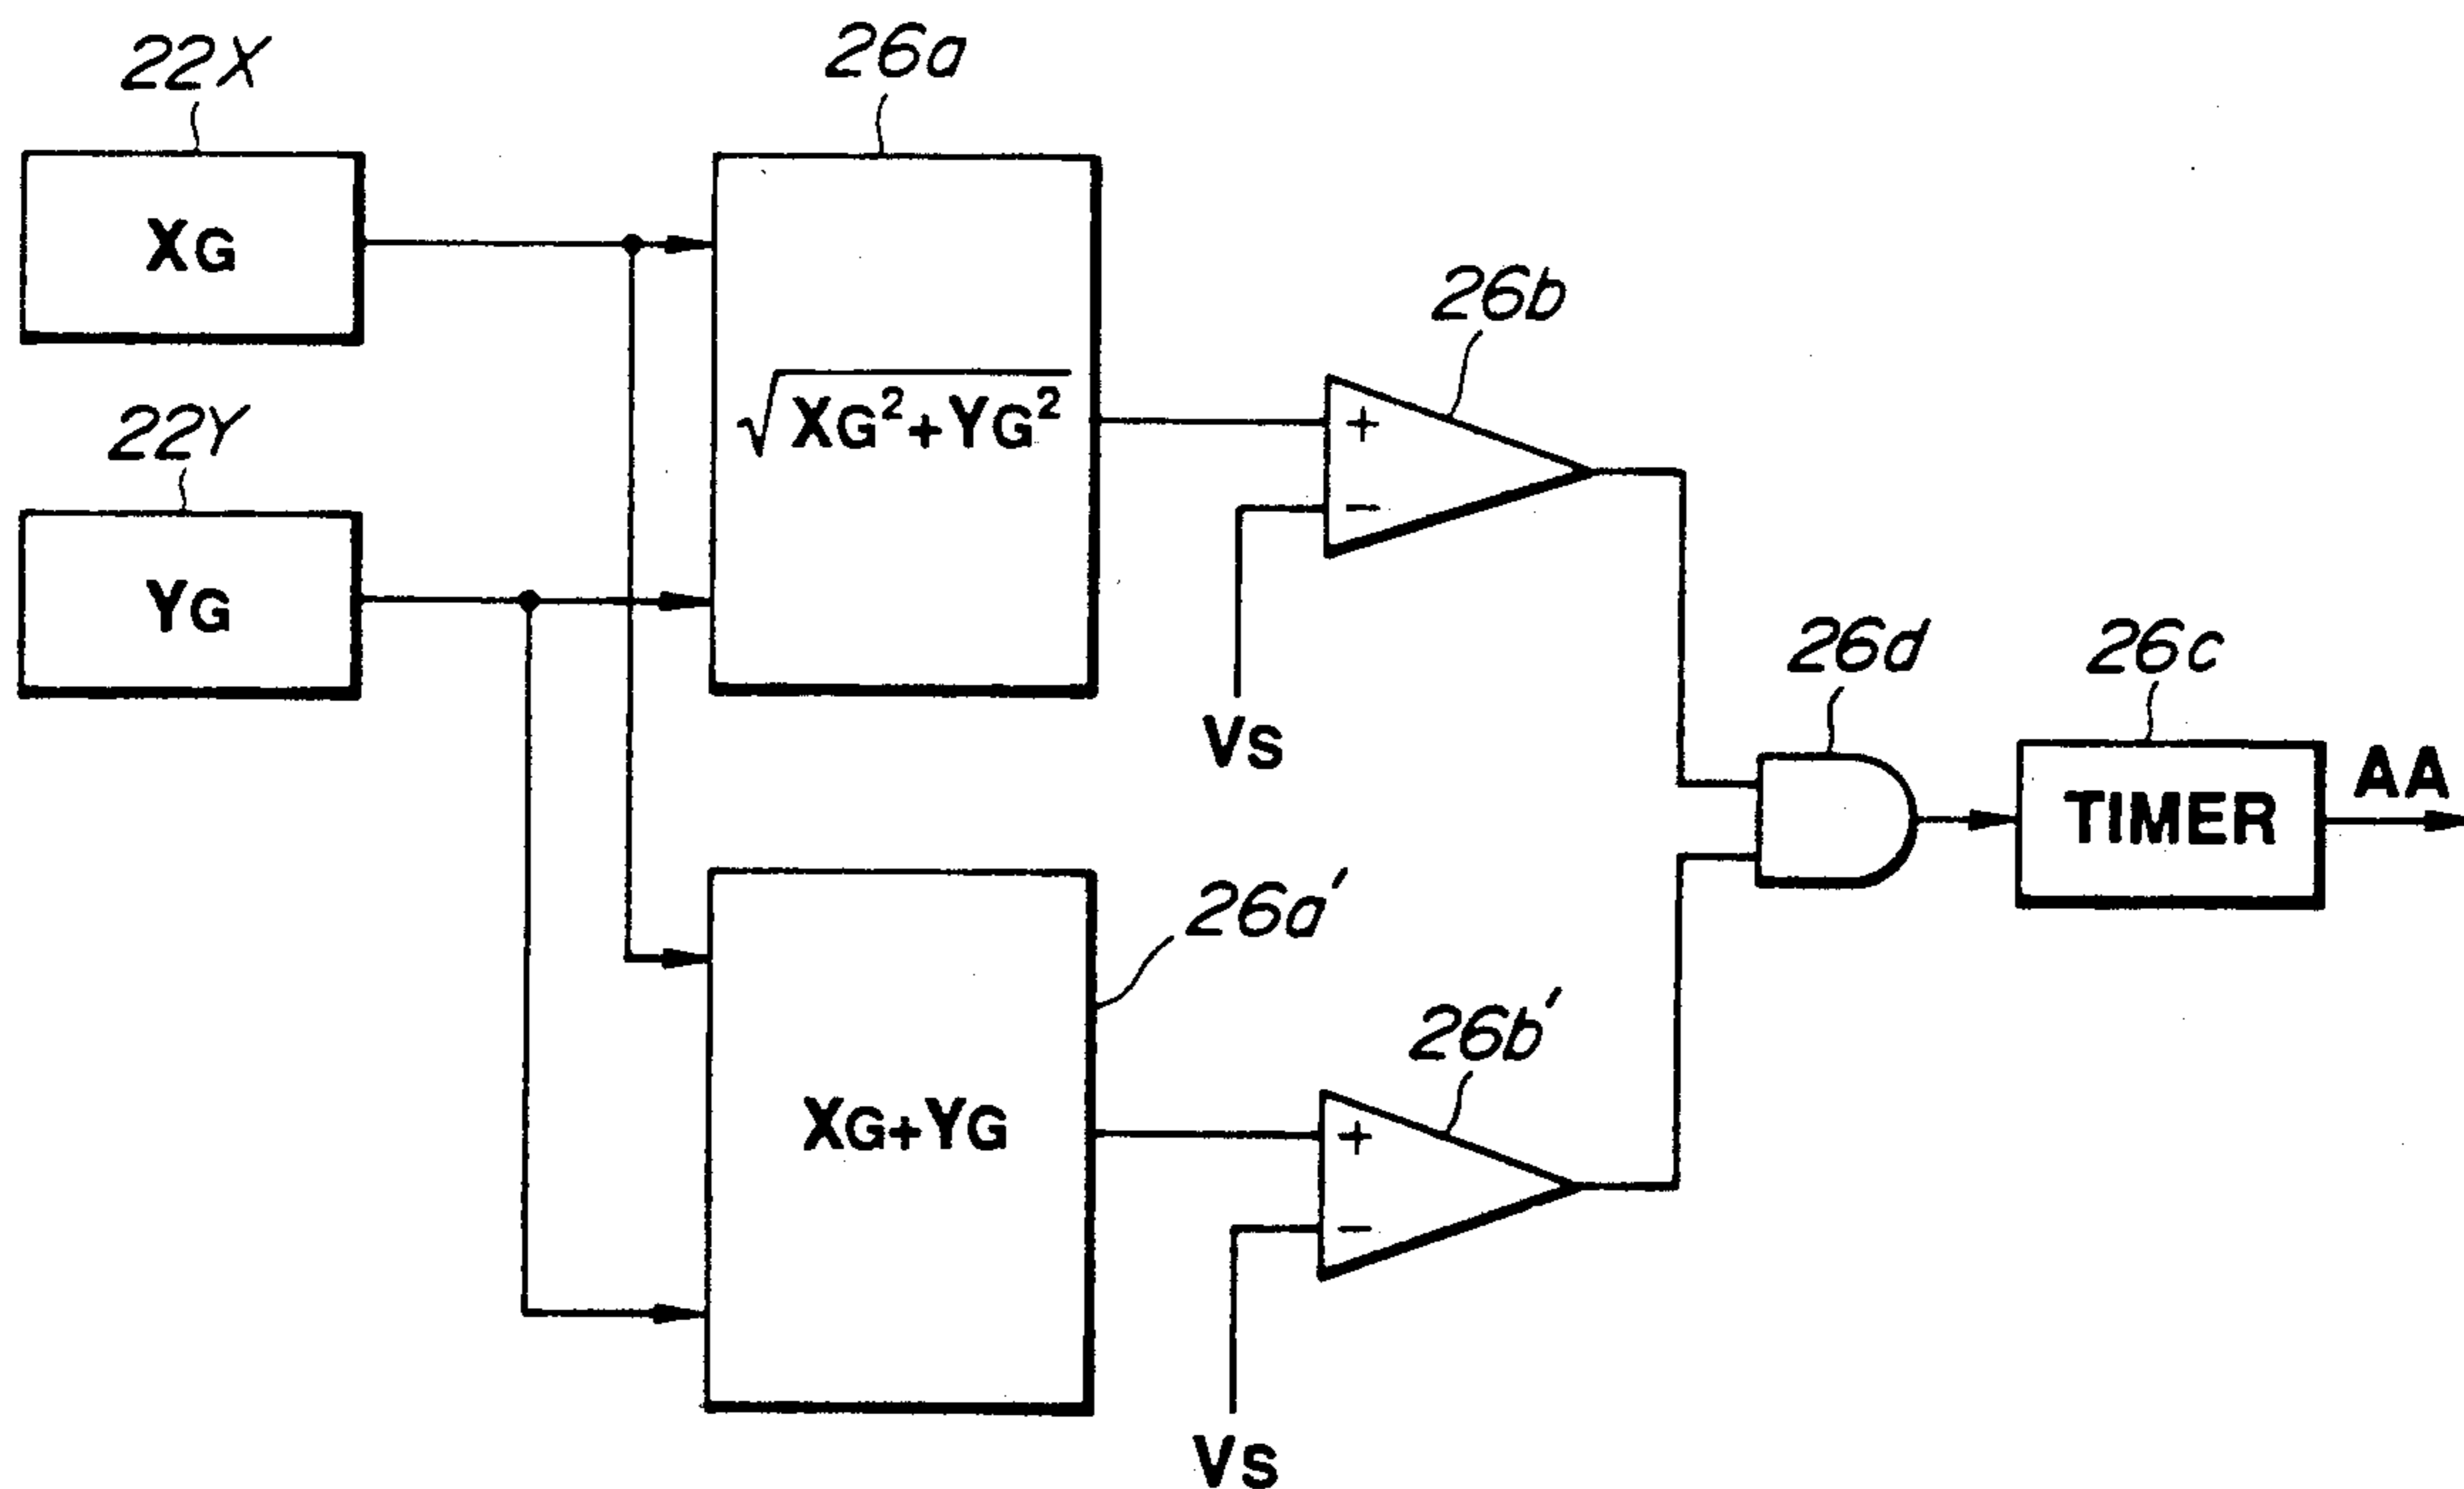 22X
26a
XG
26b
√XG²+YG²
+
−
22Y
YG
VS
26d
26c
TIMER
AA
26a'
XG+YG
26b'
+
−
VS